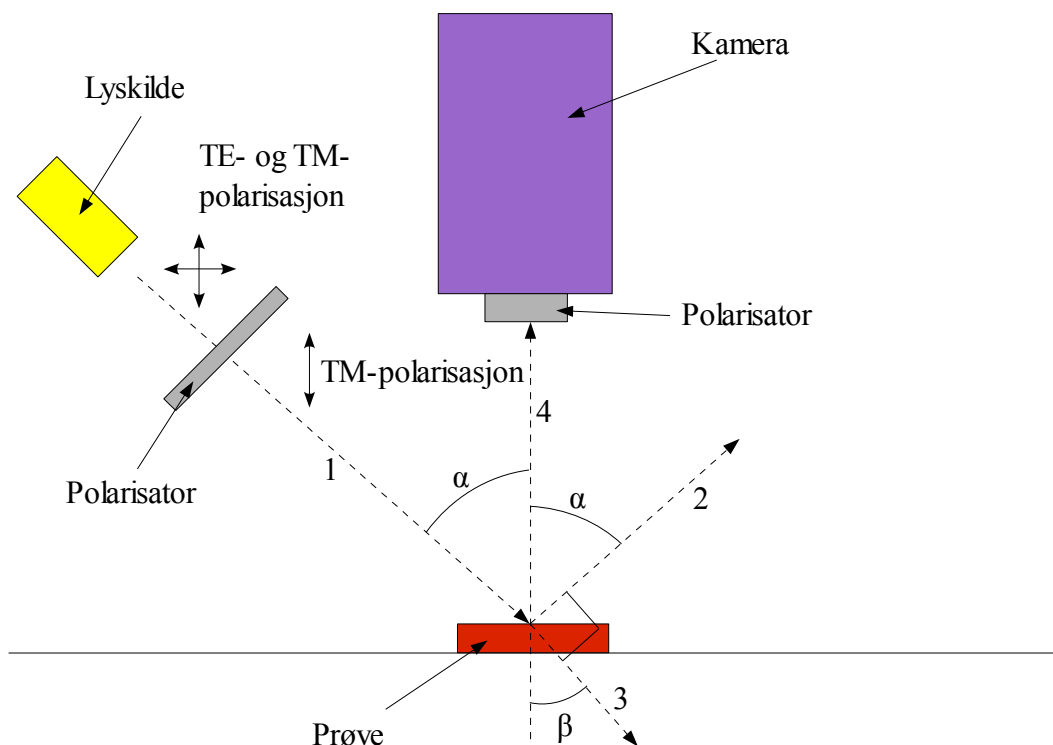 Kamera
Lyskilde
TE- og TM-
polarisasjon
Polarisator
TM-polarisasjon
4
1
α
α
2
Polarisator
3
β
Prøve